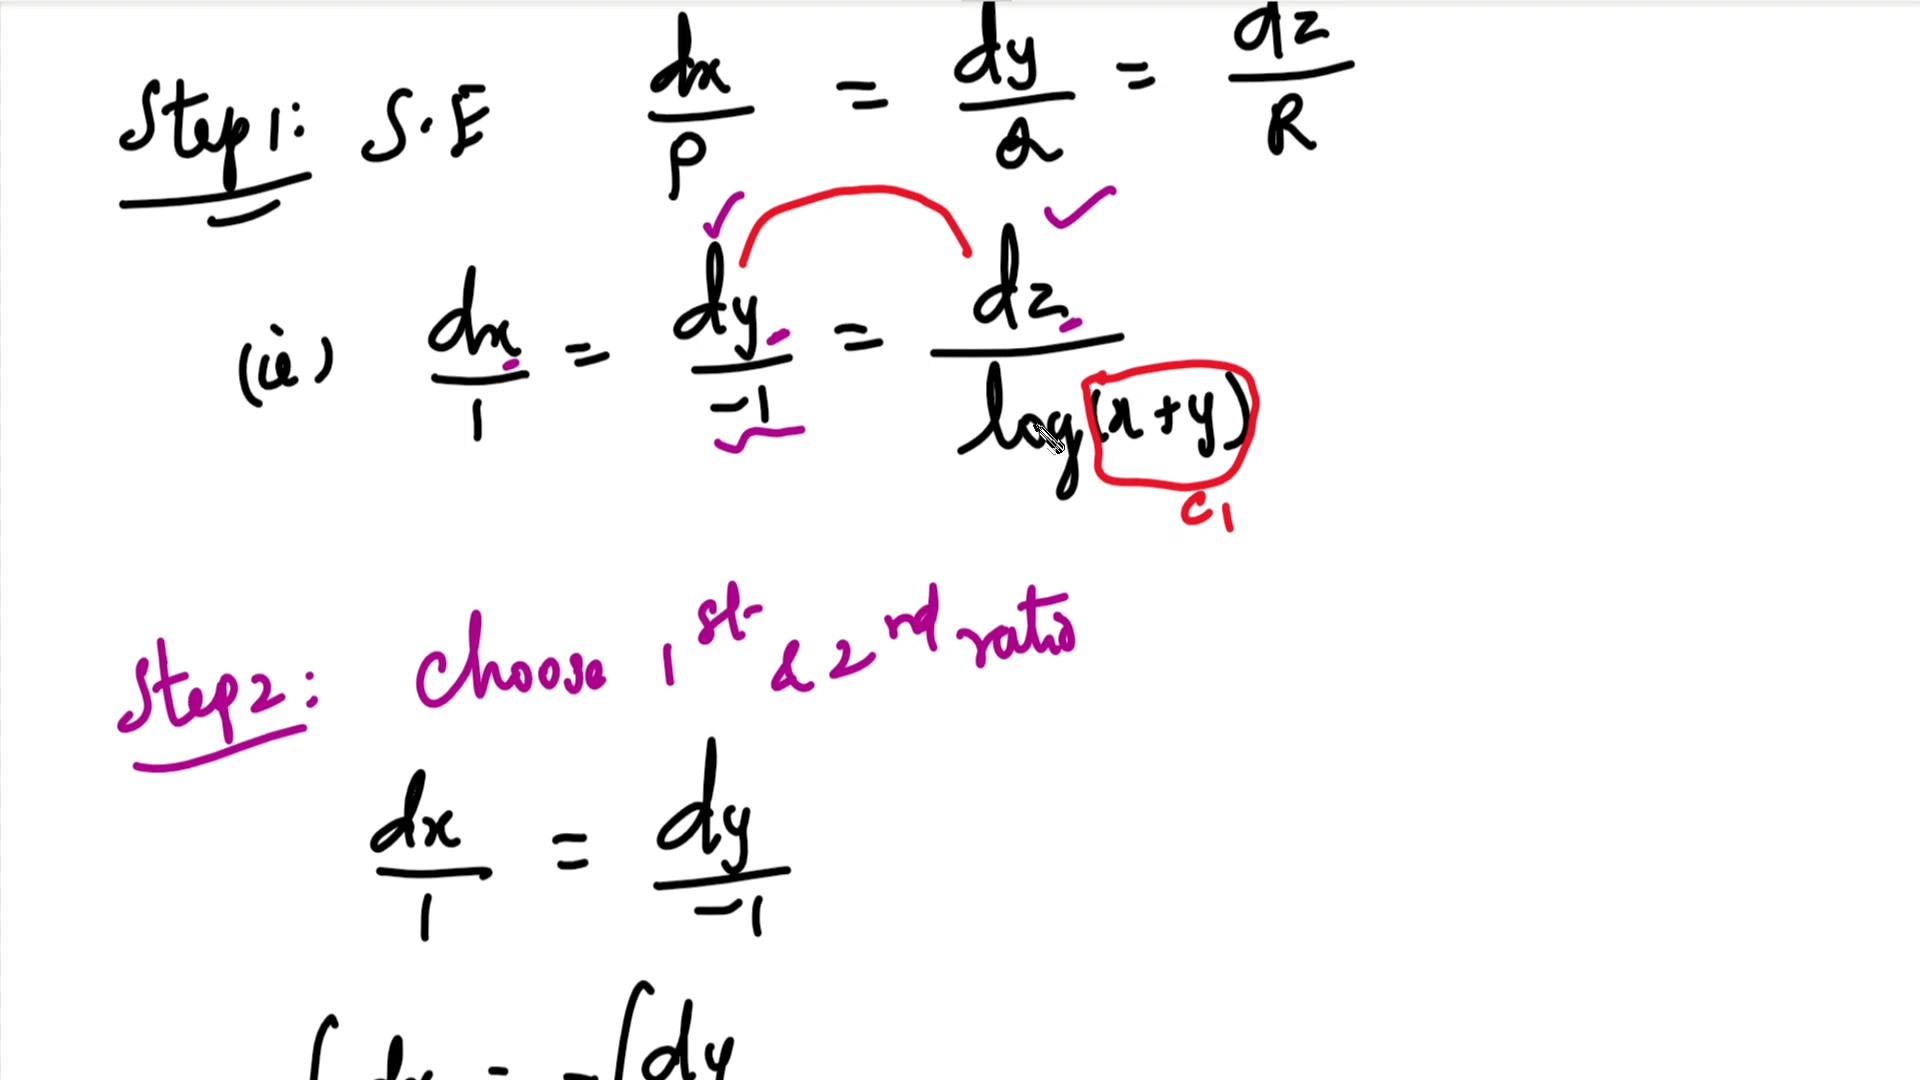 Step 1: S.E dx/P = dy/Q = dz/R
(ie) dx/1 = dy/-1 = dz/log(x+y)
C1
Step 2: Choose 1st & 2nd ratio
dx/1 = dy/-1
∫dx = -∫dy